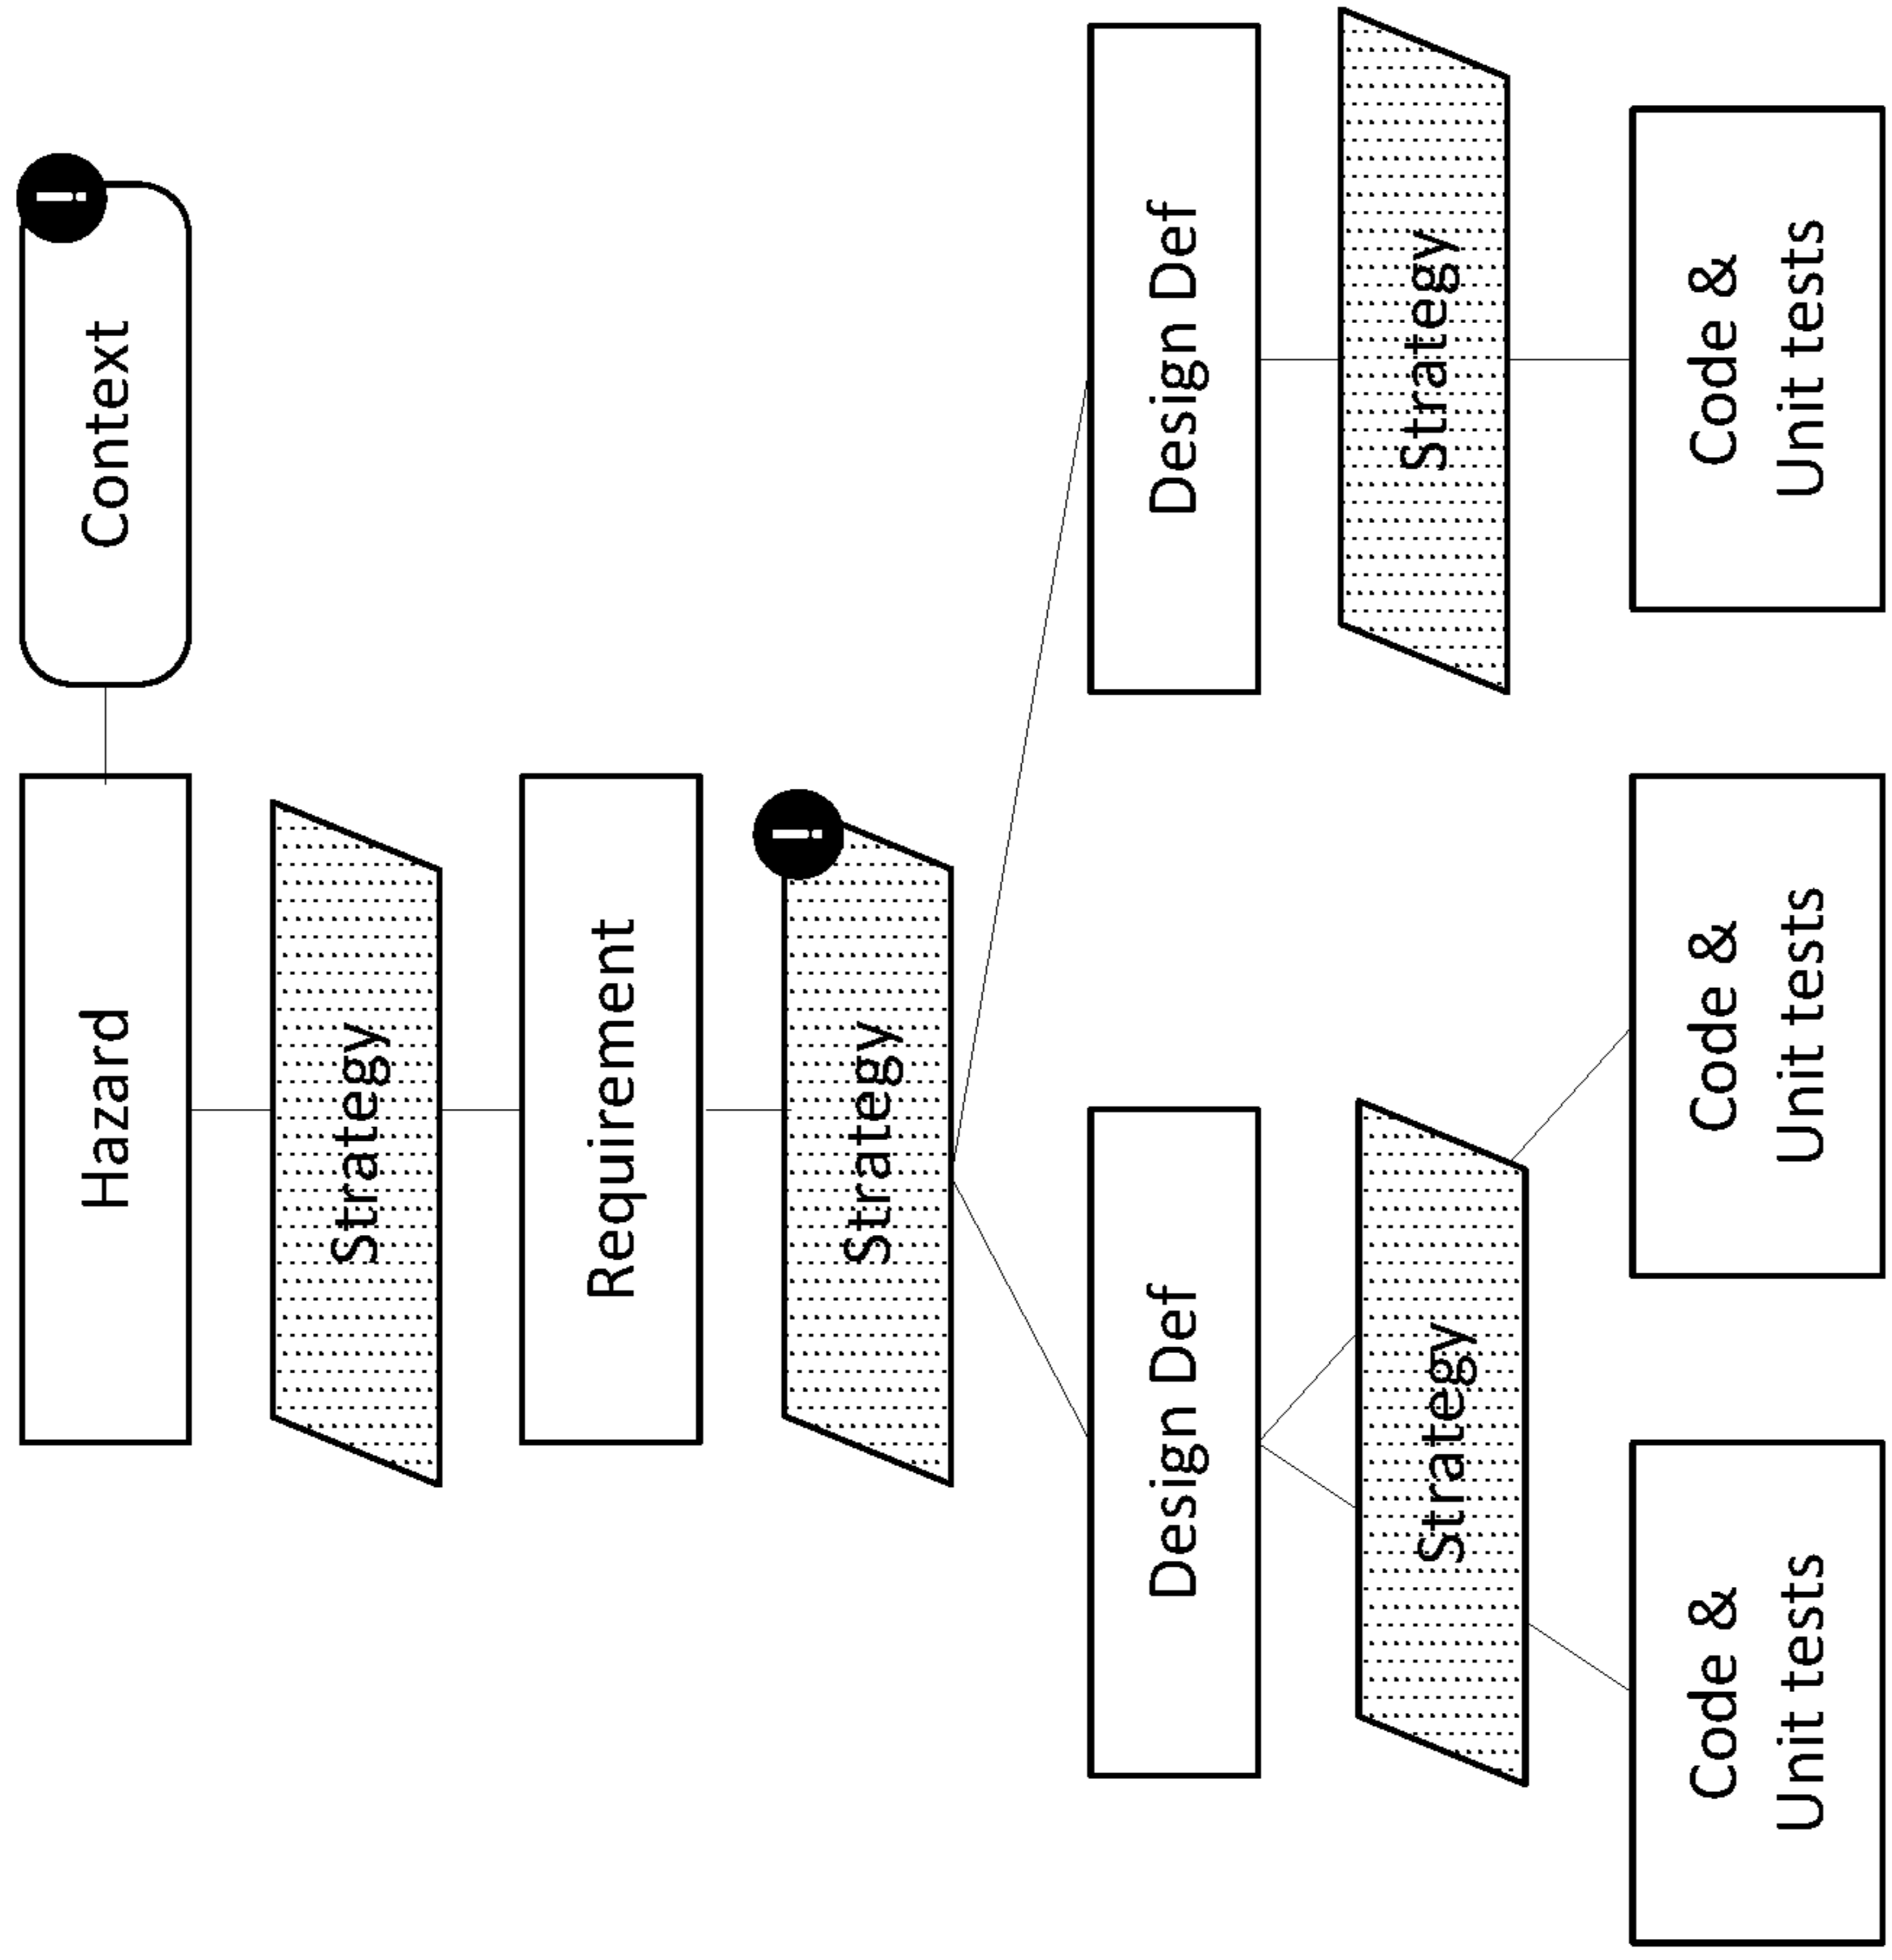 Hazard
Context
!
Strategy
Requirement
!
Strategy
Design Def
Design Def
Strategy
Strategy
Code &
Unit tests
Code &
Unit tests
Code &
Unit tests